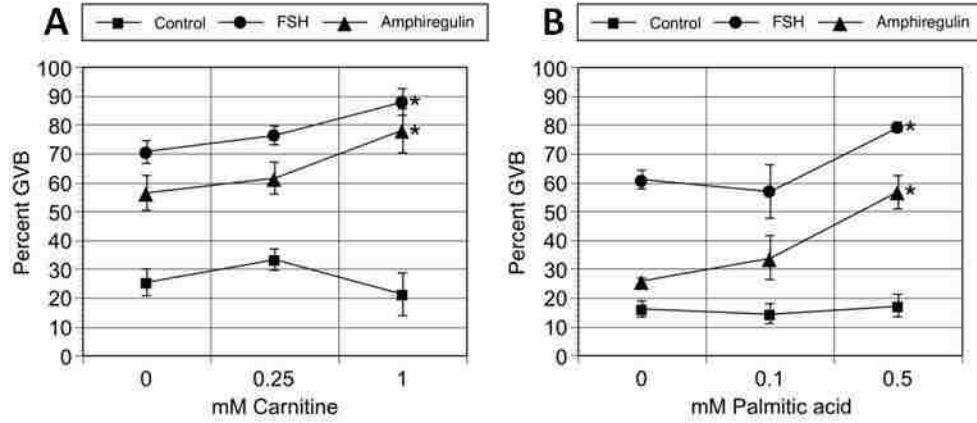 A
Control FSH Amphiregulin
Percent GVB
100
90
80
70
60
50
40
30
20
10
0
*
*
0 0.25 1
mM Carnitine
B
Control FSH Amphiregulin
Percent GVB
100
90
80
70
60
50
40
30
20
10
0
*
*
0 0.1 0.5
mM Palmitic acid